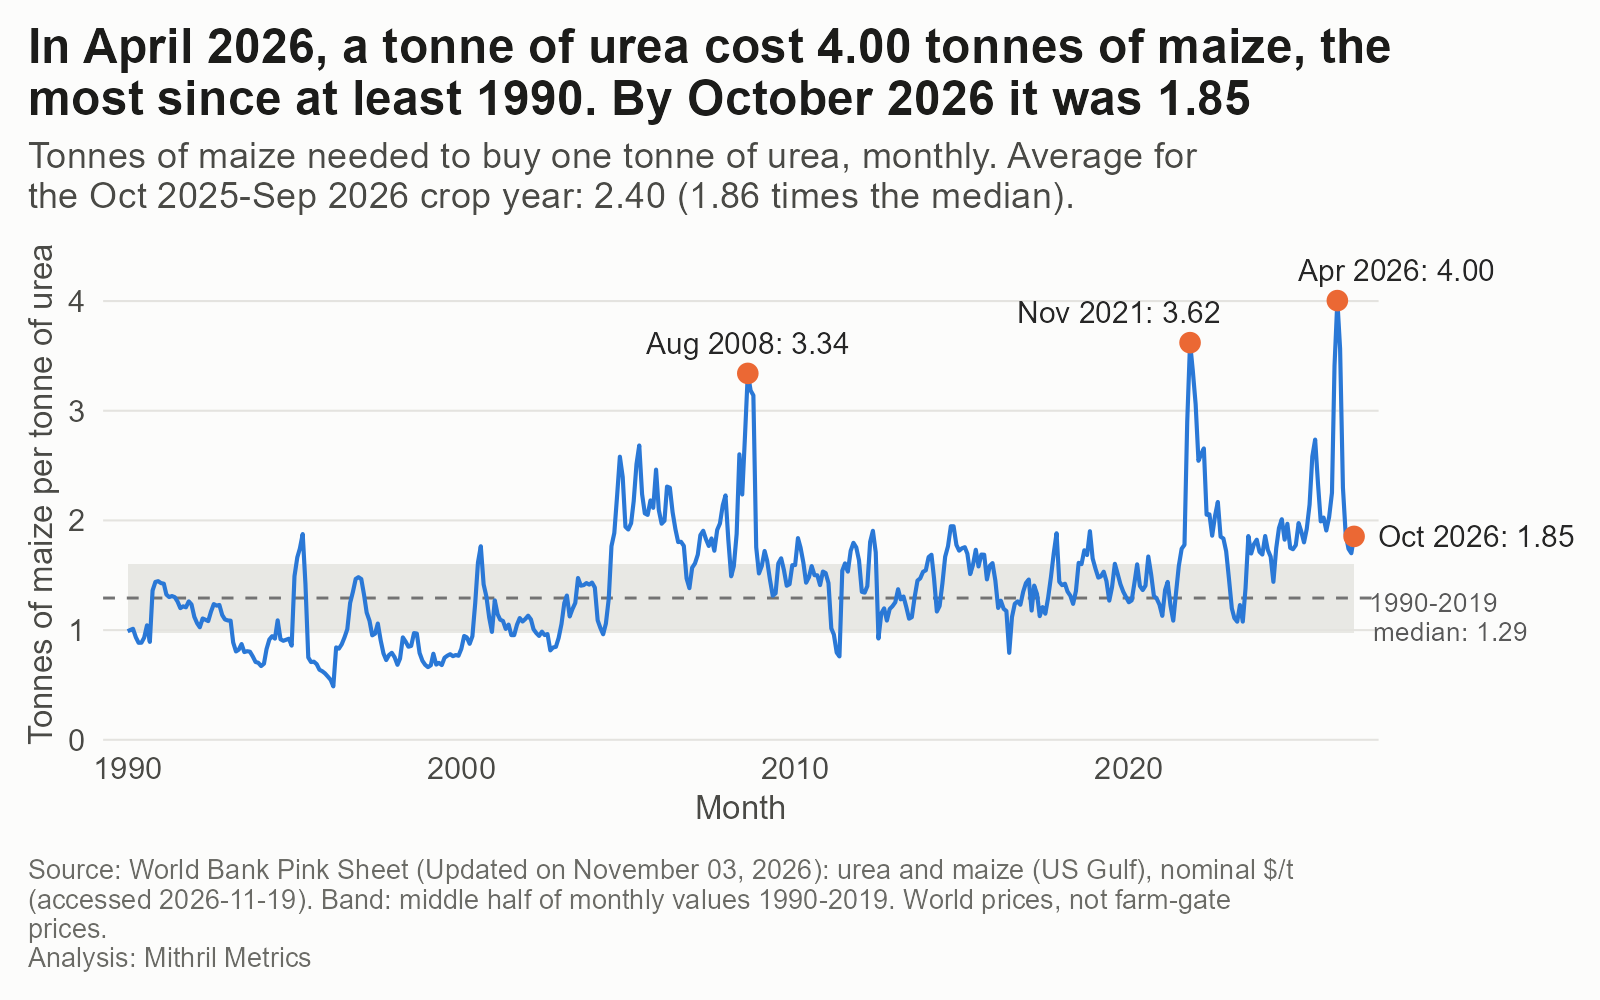 In April 2026, a tonne of urea cost 4.00 tonnes of maize, the
most since at least 1990. By October 2026 it was 1.85
Tonnes of maize needed to buy one tonne of urea, monthly. Average for
the Oct 2025-Sep 2026 crop year: 2.40 (1.86 times the median).
Tonnes of maize per tonne of urea
4
3
2
1
0
Aug 2008: 3.34
Nov 2021: 3.62
Apr 2026: 4.00
Oct 2026: 1.85
1990-2019
median: 1.29
1990
2000
2010
2020
Month
Source: World Bank Pink Sheet (Updated on November 03, 2026): urea and maize (US Gulf), nominal $/t
(accessed 2026-11-19). Band: middle half of monthly values 1990-2019. World prices, not farm-gate
prices.
Analysis: Mithril Metrics